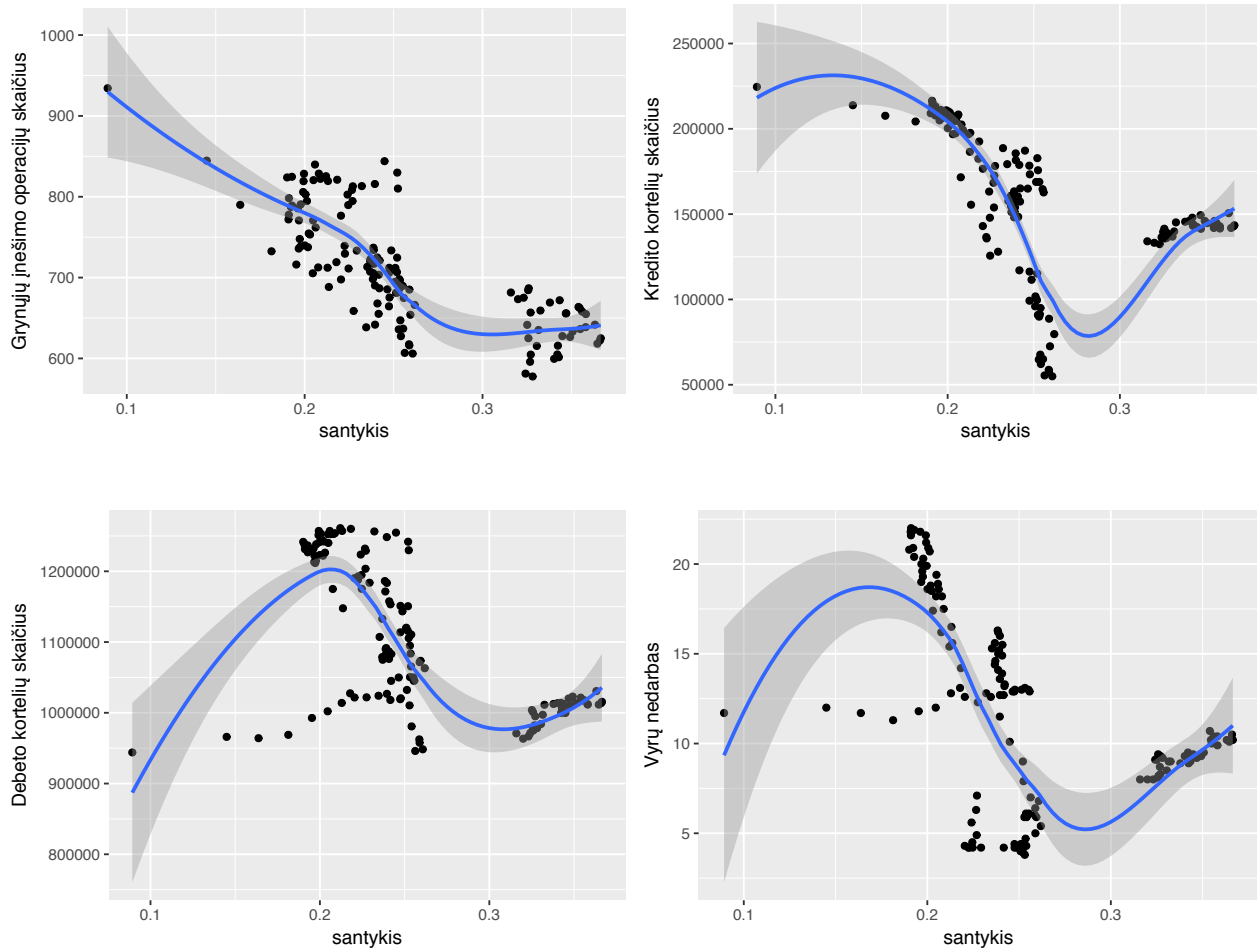 Grynųjų įnešimo operacijų skaičius
1000
900
800
700
600
0.1 0.2 0.3
santykis
Kredito kortelių skaičius
250000
200000
150000
100000
50000
0.1 0.2 0.3
santykis
Debeto kortelių skaičius
1200000
1100000
1000000
900000
800000
0.1 0.2 0.3
santykis
Vyrų nedarbas
20
15
10
5
0.1 0.2 0.3
santykis